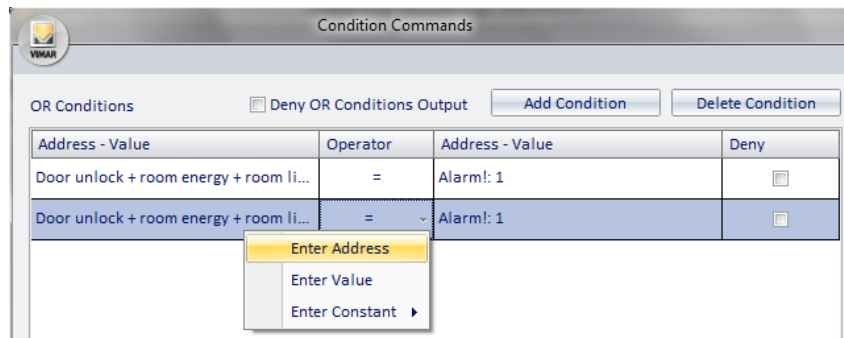 Condition Commands
VIMAR
OR Conditions Deny OR Conditions Output Add Condition Delete Condition
Address - Value Operator Address - Value Deny
Door unlock + room energy + room li... = Alarm!: 1
Door unlock + room energy + room li... = Alarm!: 1
Enter Address
Enter Value
Enter Constant